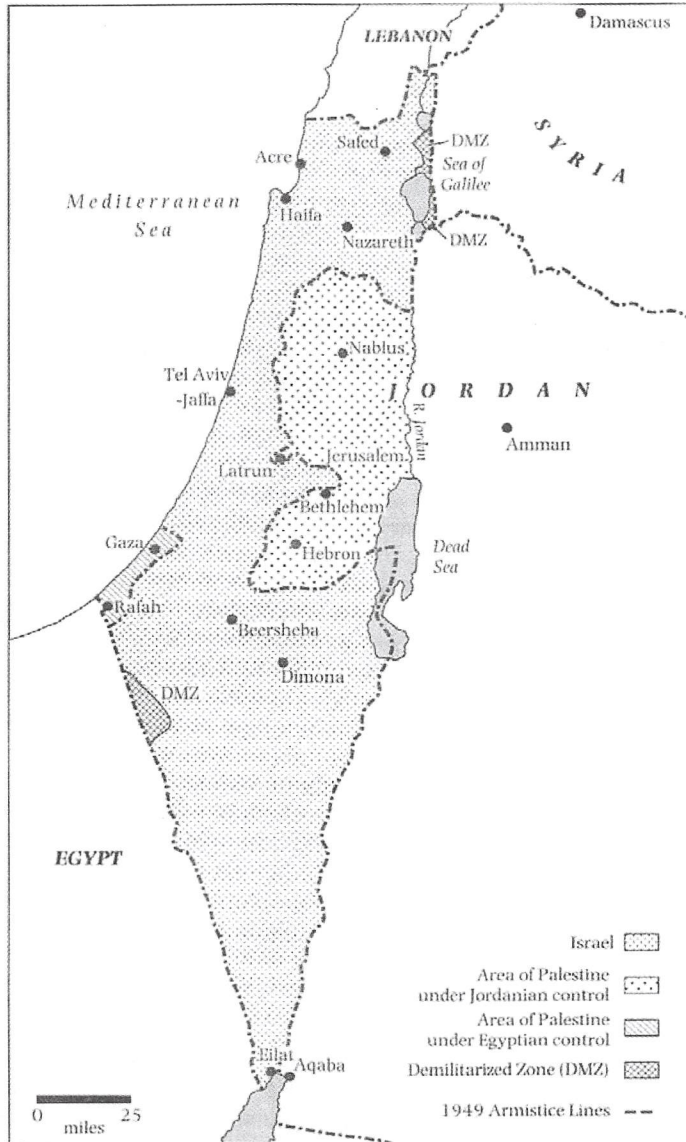 LEBANON
Damascus
SYRIA
Safed
DMZ
Acre
Sea of
Galilee
Mediterranean
Sea
Haifa
Nazareth
DMZ
Nablus
Tel Aviv
-Jaffa
JORDAN
R. Jordan
Amman
Latrun
Jerusalem
Bethlehem
Gaza
Hebron
Dead
Sea
Rafah
Beersheba
Dimona
DMZ
EGYPT
Israel
Area of Palestine
under Jordanian control
Area of Palestine
under Egyptian control
Eilat
Aqaba
Demilitarized Zone (DMZ)
0 25
miles
1949 Armistice Lines